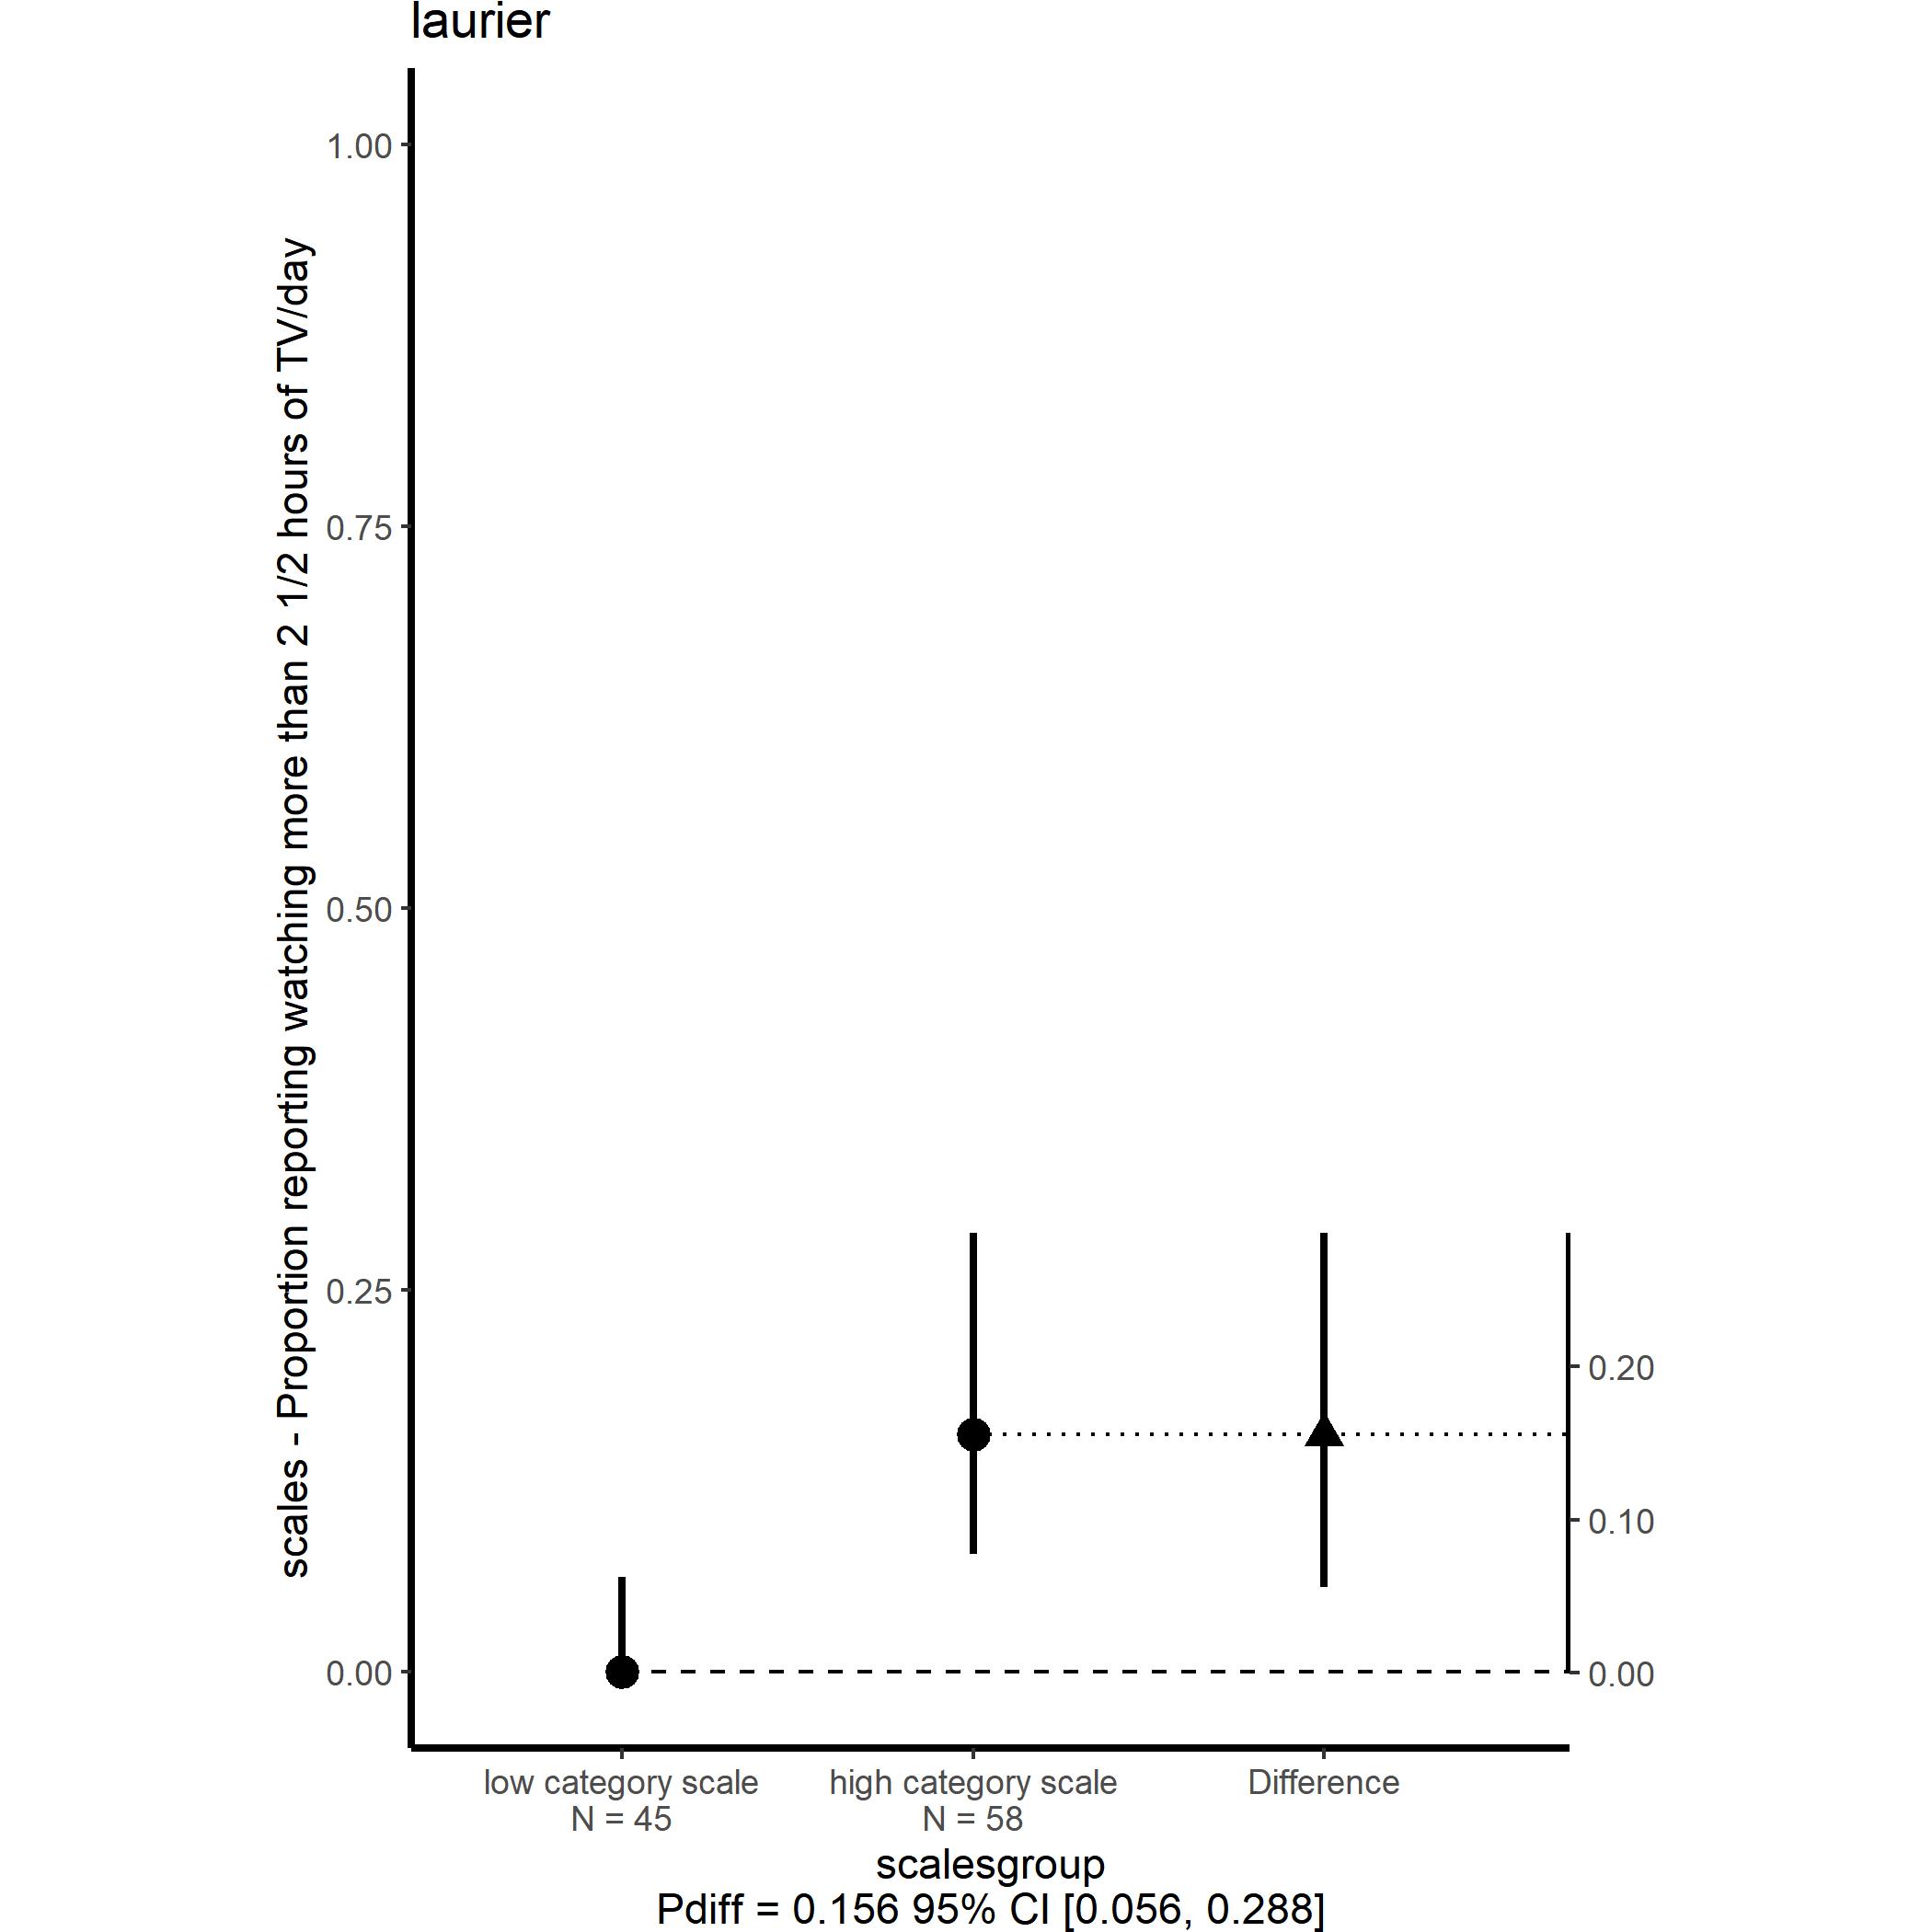 laurier
scales - Proportion reporting watching more than 2 1/2 hours of TV/day
1.00
0.75
0.50
0.25
0.00
0.20
0.10
0.00
low category scale
N = 45
high category scale
N = 58
Difference
scalesgroup
Pdiff = 0.156 95% CI [0.056, 0.288]